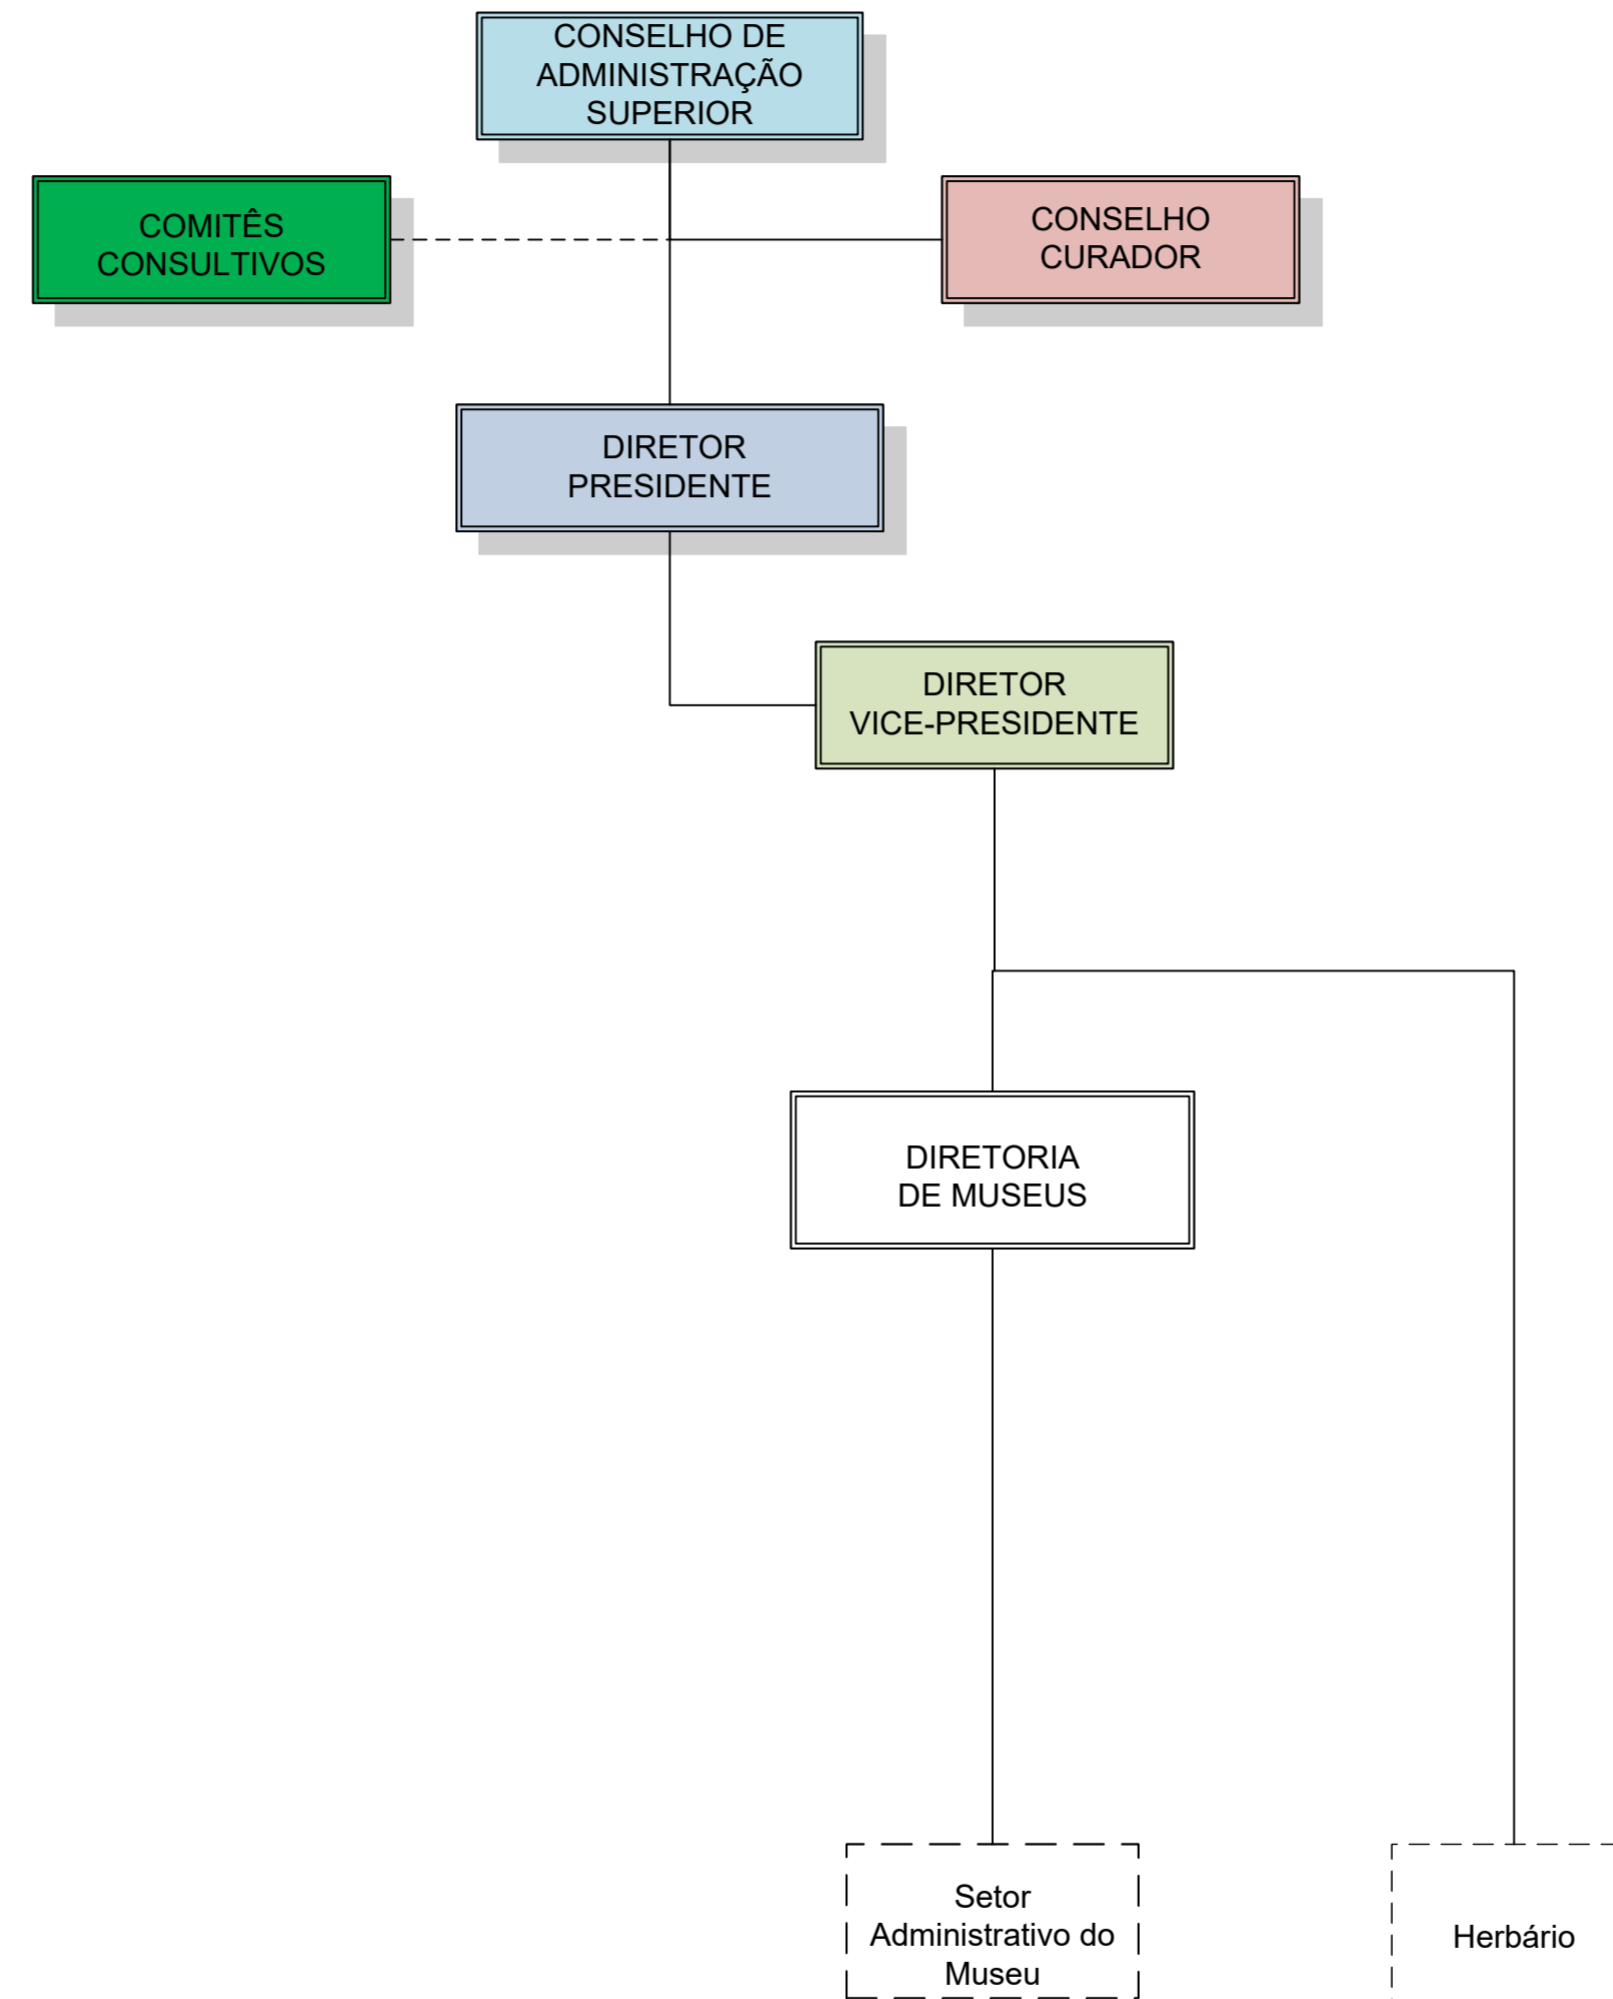 CONSELHO DE
ADMINISTRAÇÃO
SUPERIOR
COMITÊS
CONSULTIVOS
CONSELHO
CURADOR
DIRETOR
PRESIDENTE
DIRETOR
VICE-PRESIDENTE
DIRETORIA
DE MUSEUS
Setor
Administrativo do
Museu
Herbário